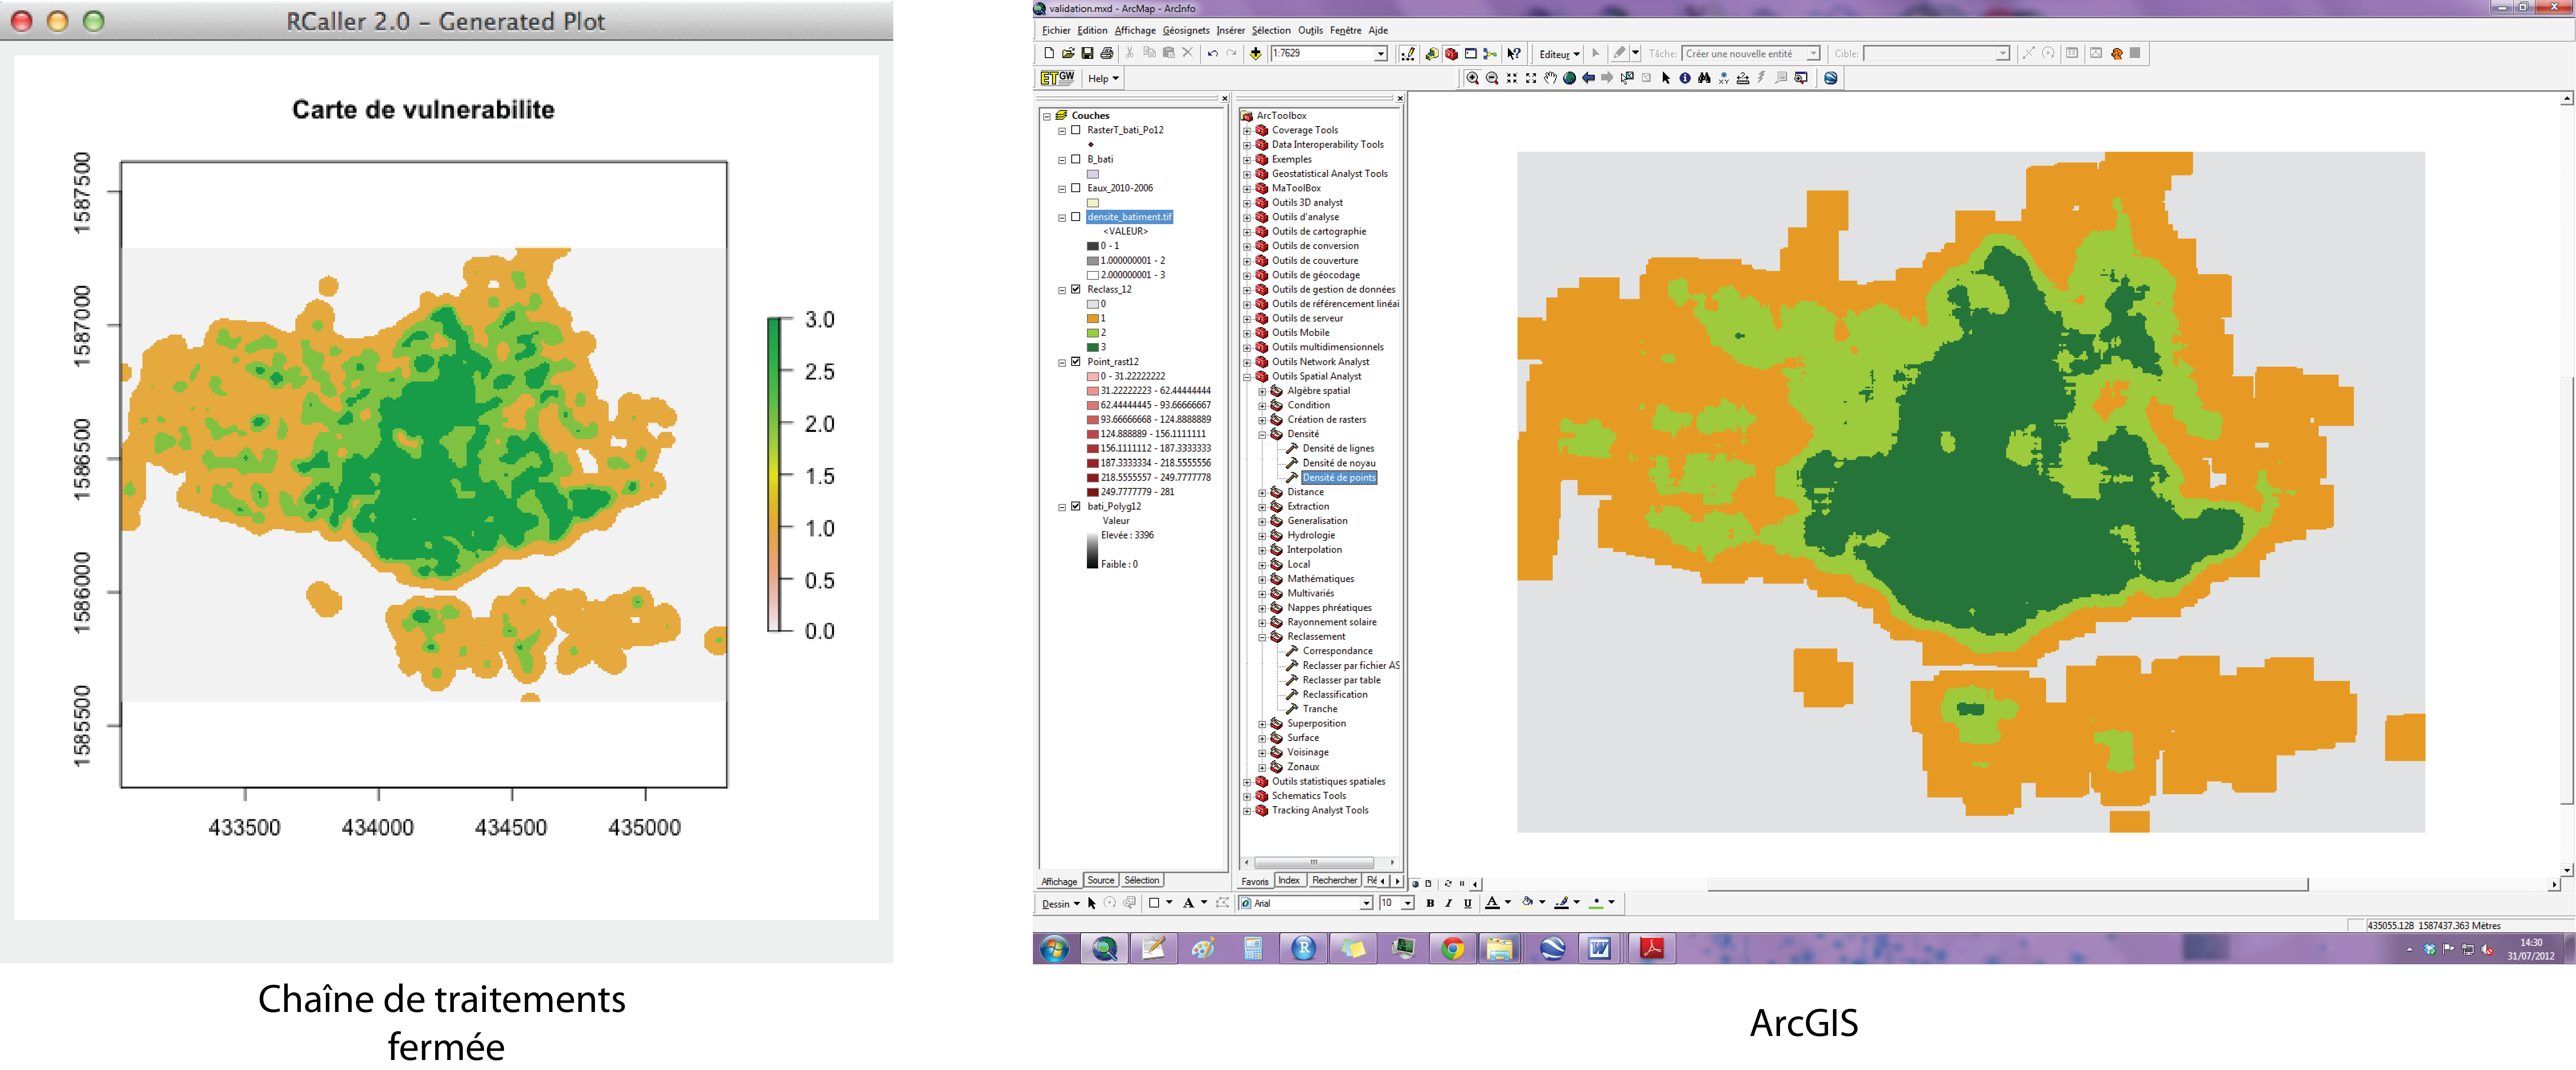 RCaller 2.0 – Generated Plot
Carte de vulnerabilite
1587500
1587000
1586500
1586000
1585500
433500
434000
434500
435000
3.0
2.5
2.0
1.5
1.0
0.5
0.0
Chaîne de traitements
fermée
validation.mxd - ArcMap - ArcInfo
Fichier Edition Affichage Géosignets Insérer Sélection Outils Fenêtre Aide
1:7629
Editeur
Tâche:
Créer une nouvelle entité
Cible:
ET GW
Help
Couches
RasterT_bati_Po12
B_bati
Eaux_2010-2006
densite_batiment.tif
<VALEUR>
0 - 1
1.000000001 - 2
2.000000001 - 3
Reclass_12
0
1
2
3
Point_rast12
0 - 31.22222222
31.22222223 - 62.44444444
62.44444445 - 93.66666667
93.66666668 - 124.8888889
124.888889 - 156.1111111
156.1111112 - 187.3333333
187.3333334 - 218.5555556
218.5555557 - 249.7777778
249.7777779 - 281
bati_Polyg12
Valeur
Elevée : 3396
Faible : 0
Affichage Source Sélection
ArcToolbox
Coverage Tools
Data Interoperability Tools
Exemples
Geostatistical Analyst Tools
MaToolBox
Outils 3D analyst
Outils d'analyse
Outils de cartographie
Outils de conversion
Outils de couverture
Outils de géocodage
Outils de gestion de données
Outils de référencement linéai
Outils de serveur
Outils Mobile
Outils multidimensionnels
Outils Network Analyst
Outils Spatial Analyst
Algèbre spatial
Condition
Création de rasters
Densité
Densité de lignes
Densité de noyau
Densité de points
Distance
Extraction
Generalisation
Hydrologie
Interpolation
Local
Mathématiques
Multivariés
Nappes phréatiques
Rayonnement solaire
Reclassement
Correspondance
Reclasser par fichier AS
Reclasser par table
Reclassification
Tranche
Superposition
Surface
Voisinage
Zonaux
Outils statistiques spatiales
Schematics Tools
Tracking Analyst Tools
Favoris Index Rechercher Ré
Dessin
A
Arial
10
B I U A
435055.128 1587437.363 Mètres
14:30
31/07/2012
ArcGIS